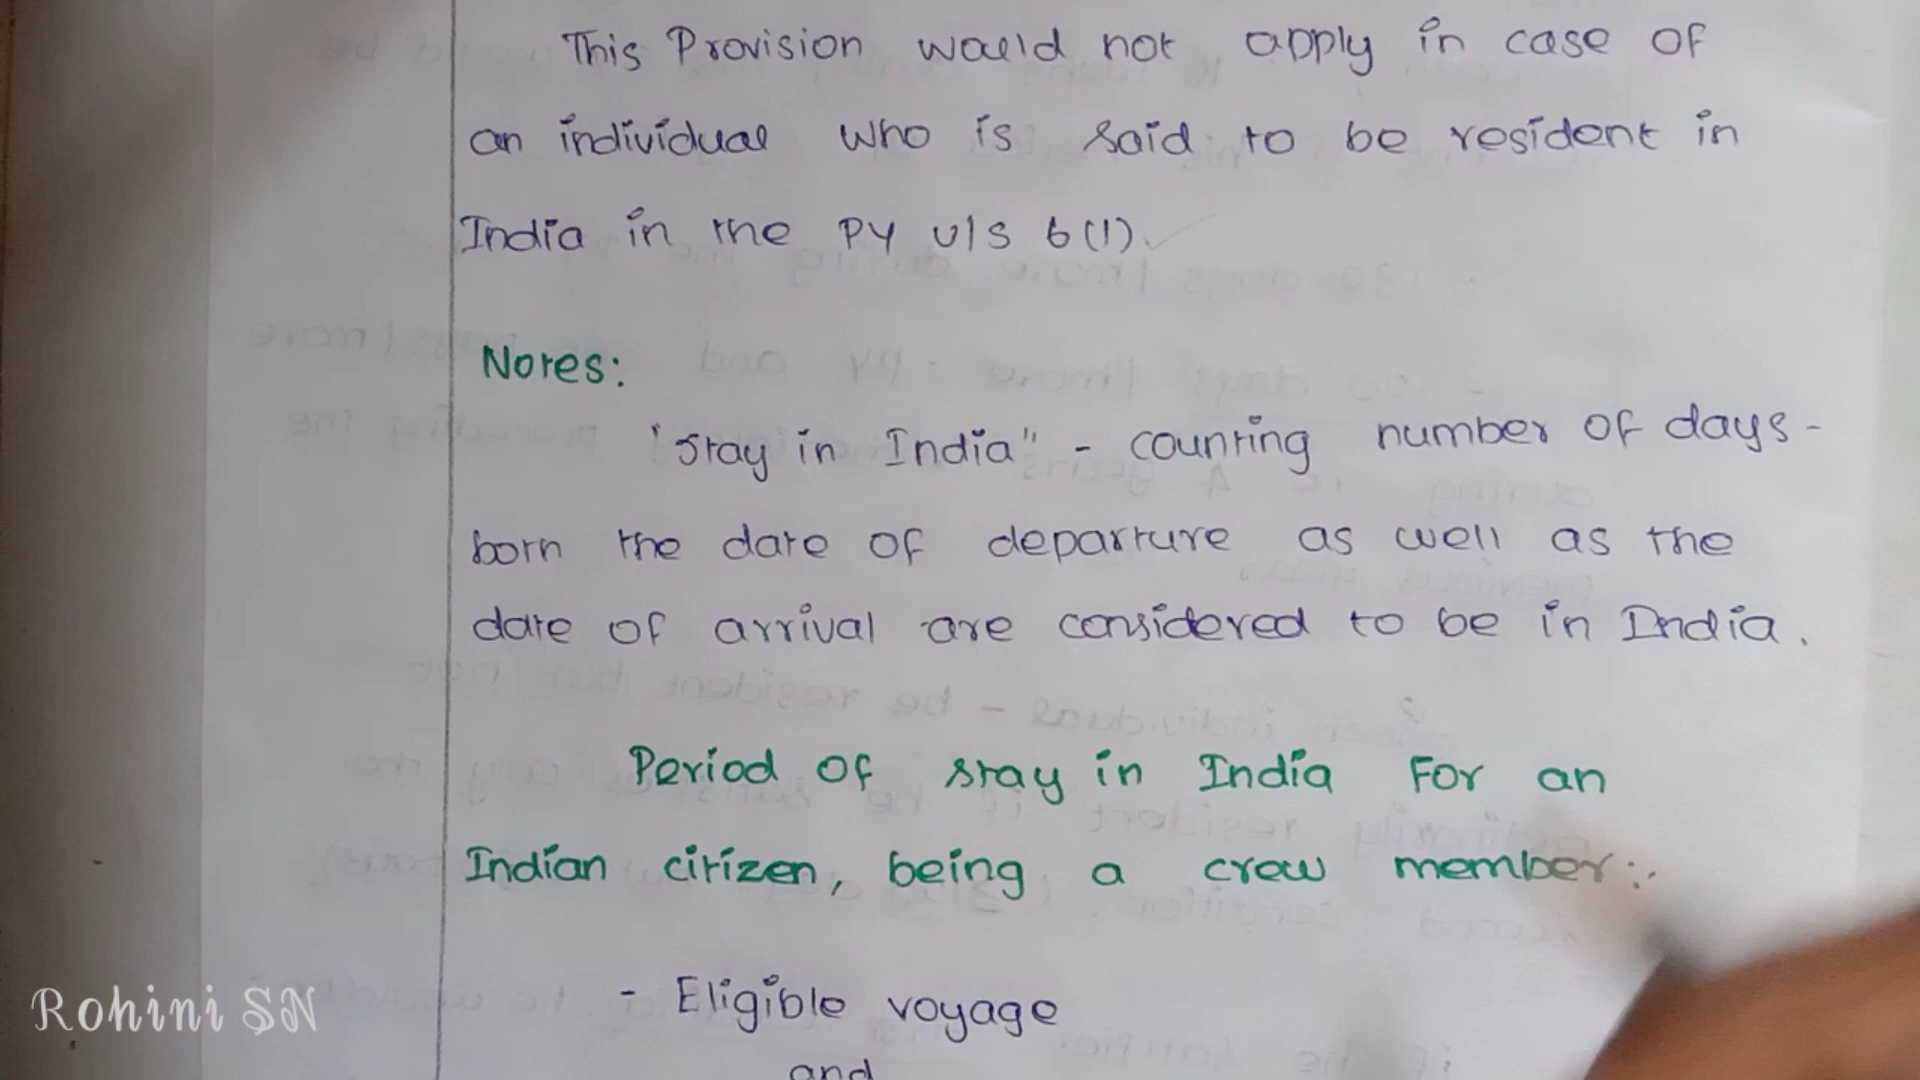 This Provision would not apply in case of
an individual who is said to be resident in
India in the PY u/s 6(1).
Notes:
'Stay in India" - counting number of days -
both the date of departure as well as the
date of arrival are considered to be in India.
Period of stay in India for an
Indian citizen, being a crew member:-
- Eligible voyage
and
Rohini SN